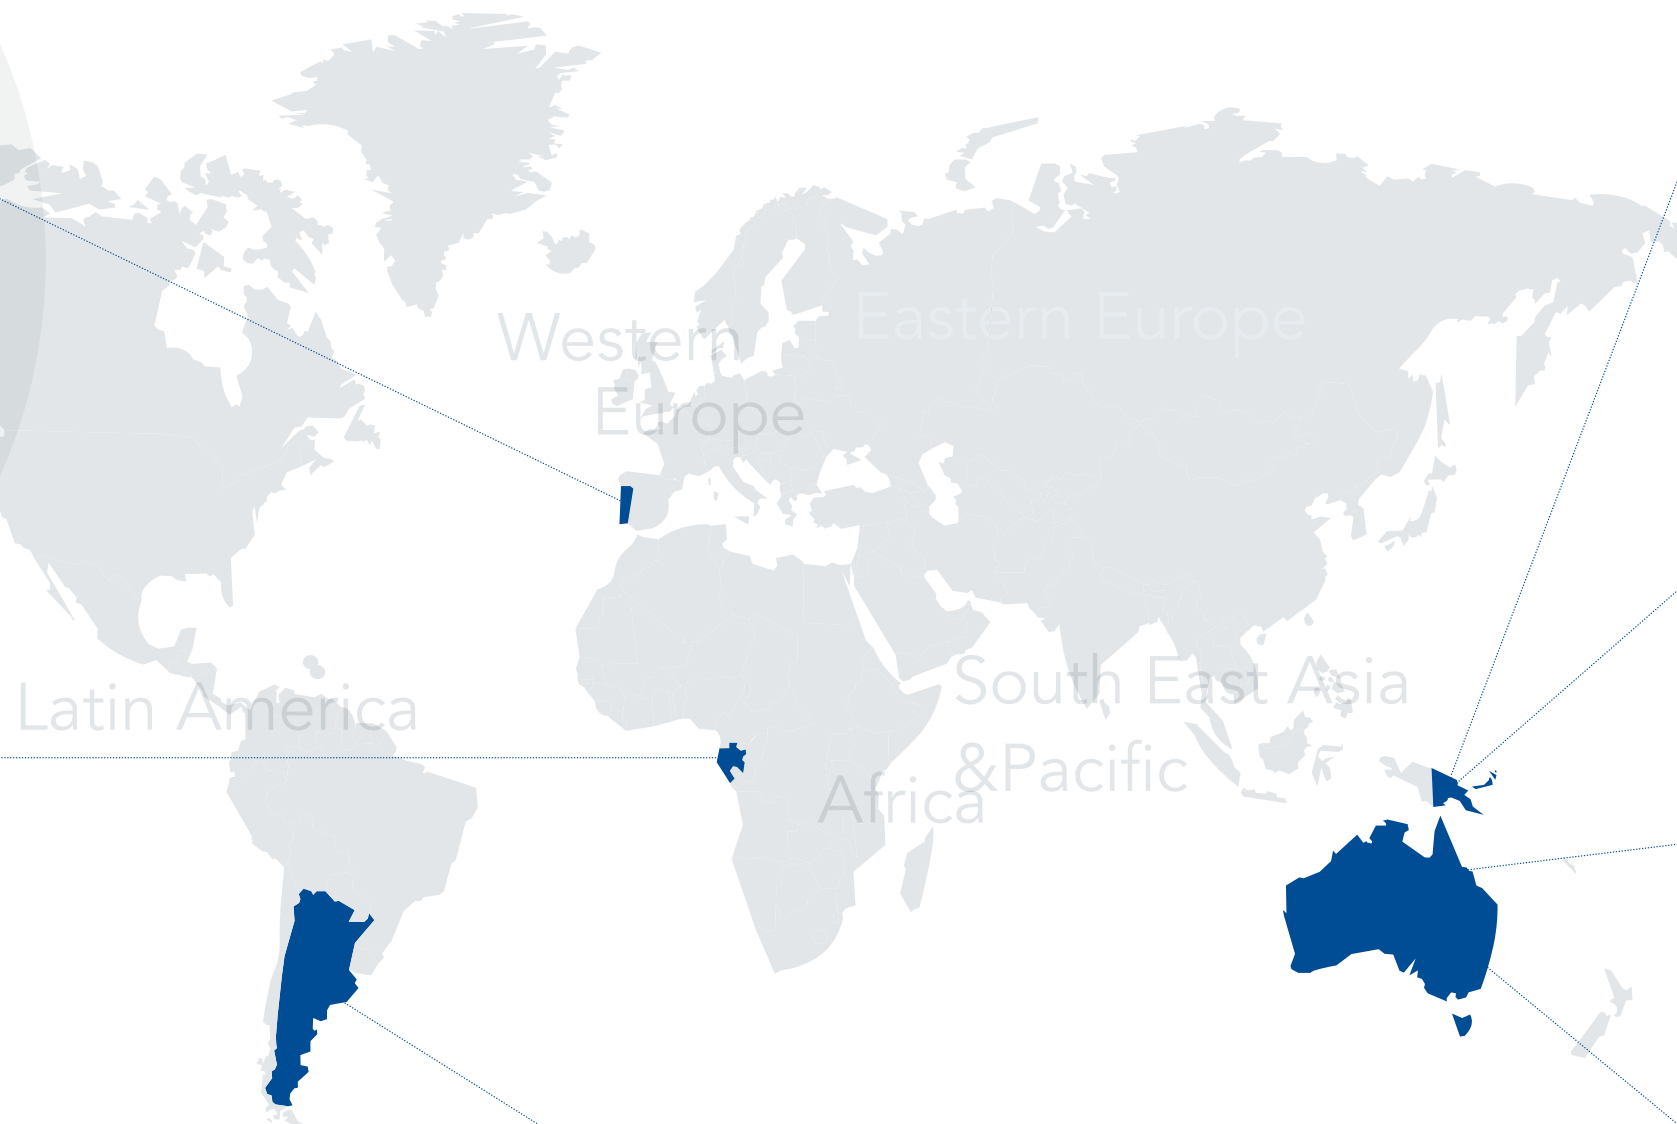 Western
Europe
Eastern Europe
Latin America
South East Asia
&Pacific
Africa